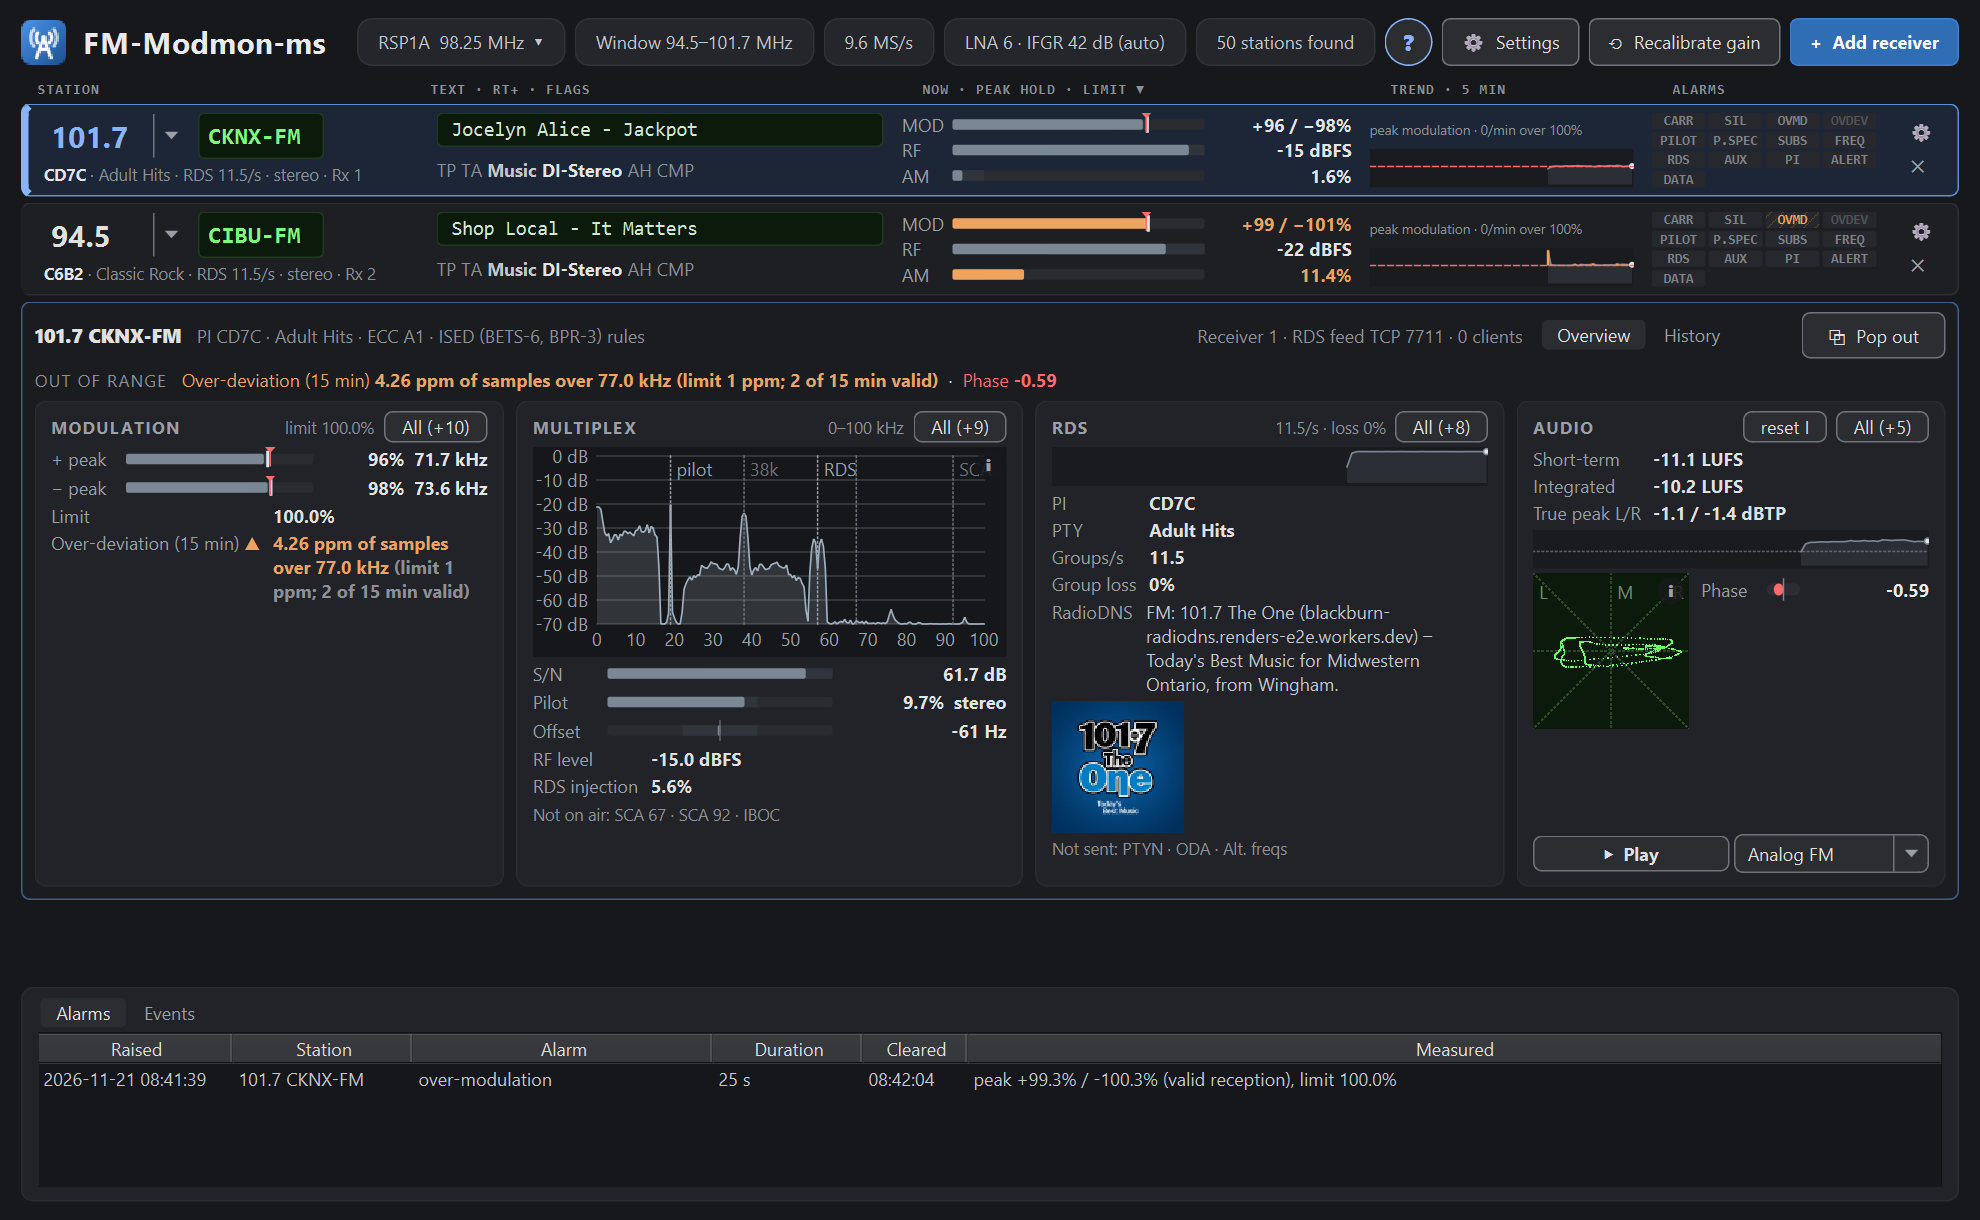 FM-Modmon-ms
RSP1A 98.25 MHz ▼
Window 94.5–101.7 MHz
9.6 MS/s
LNA 6 · IFGR 42 dB (auto)
50 stations found
?
Settings
Recalibrate gain
+ Add receiver
STATION
TEXT · RT+ · FLAGS
NOW · PEAK HOLD · LIMIT ▼
TREND · 5 MIN
ALARMS
101.7
CKNX-FM
CD7C · Adult Hits · RDS 11.5/s · stereo · Rx 1
Jocelyn Alice - Jackpot
TP TA Music DI-Stereo AH CMP
MOD +96 / −98%
RF -15 dBFS
AM 1.6%
peak modulation · 0/min over 100%
CARR SIL OVMD OVDEV
PILOT P.SPEC SUBS FREQ
RDS AUX PI ALERT
DATA
94.5
CIBU-FM
C6B2 · Classic Rock · RDS 11.5/s · stereo · Rx 2
Shop Local - It Matters
TP TA Music DI-Stereo AH CMP
MOD +99 / −101%
RF -22 dBFS
AM 11.4%
peak modulation · 0/min over 100%
CARR SIL OVMD OVDEV
PILOT P.SPEC SUBS FREQ
RDS AUX PI ALERT
DATA
101.7 CKNX-FM PI CD7C · Adult Hits · ECC A1 · ISED (BETS-6, BPR-3) rules
Receiver 1 · RDS feed TCP 7711 · 0 clients
Overview
History
Pop out
OUT OF RANGE Over-deviation (15 min) 4.26 ppm of samples over 77.0 kHz (limit 1 ppm; 2 of 15 min valid) · Phase -0.59
MODULATION limit 100.0% All (+10)
+ peak 96% 71.7 kHz
− peak 98% 73.6 kHz
Limit 100.0%
Over-deviation (15 min) ▲ 4.26 ppm of samples
over 77.0 kHz (limit 1
ppm; 2 of 15 min valid)
MULTIPLEX 0–100 kHz All (+9)
0 dB
-10 dB
-20 dB
-30 dB
-40 dB
-50 dB
-60 dB
-70 dB
pilot 38k RDS SC i
0 10 20 30 40 50 60 70 80 90 100
S/N 61.7 dB
Pilot 9.7% stereo
Offset -61 Hz
RF level -15.0 dBFS
RDS injection 5.6%
Not on air: SCA 67 · SCA 92 · IBOC
RDS 11.5/s · loss 0% All (+8)
PI CD7C
PTY Adult Hits
Groups/s 11.5
Group loss 0%
RadioDNS FM: 101.7 The One (blackburn-
radiodns.renders-e2e.workers.dev) –
Today's Best Music for Midwestern
Ontario, from Wingham.
101.7
The
One
Today's
Best Music
Not sent: PTYN · ODA · Alt. freqs
AUDIO reset I All (+5)
Short-term -11.1 LUFS
Integrated -10.2 LUFS
True peak L/R -1.1 / -1.4 dBTP
L M i R
Phase -0.59
Play
Analog FM
Alarms Events
Raised Station Alarm Duration Cleared Measured
2026-11-21 08:41:39 101.7 CKNX-FM over-modulation 25 s 08:42:04 peak +99.3% / -100.3% (valid reception), limit 100.0%